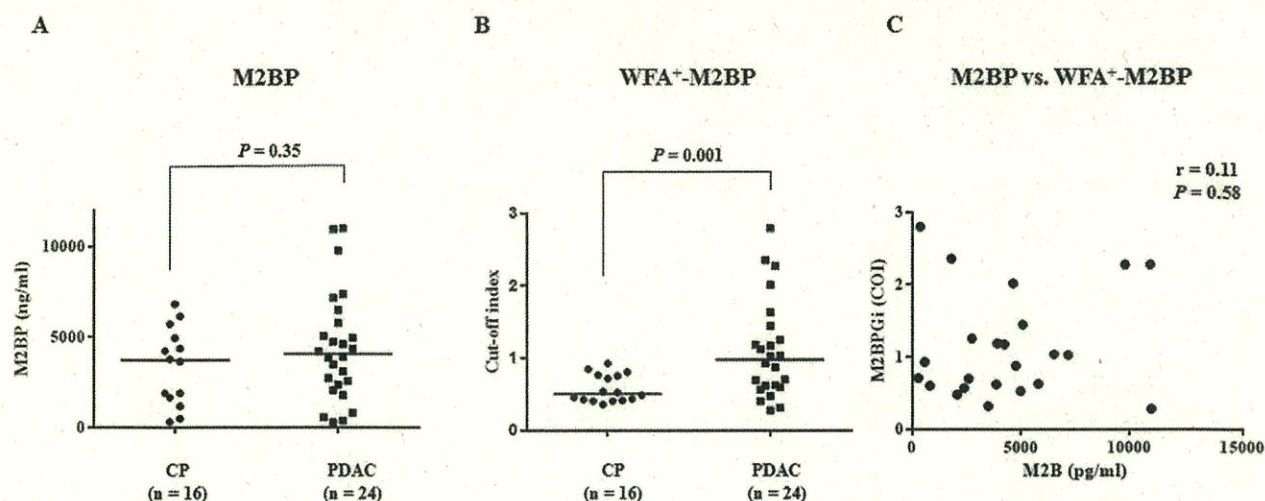 A
M2BP
P = 0.35
10000
5000
0
M2BP (ng/ml)
CP
(n = 16)
PDAC
(n = 24)
B
WFA⁺-M2BP
P = 0.001
3
2
1
0
Cut-off index
CP
(n = 16)
PDAC
(n = 24)
C
M2BP vs. WFA⁺-M2BP
r = 0.11
P = 0.58
3
2
1
0
M2BPGi (COI)
0 5000 10000 15000
M2B (pg/ml)